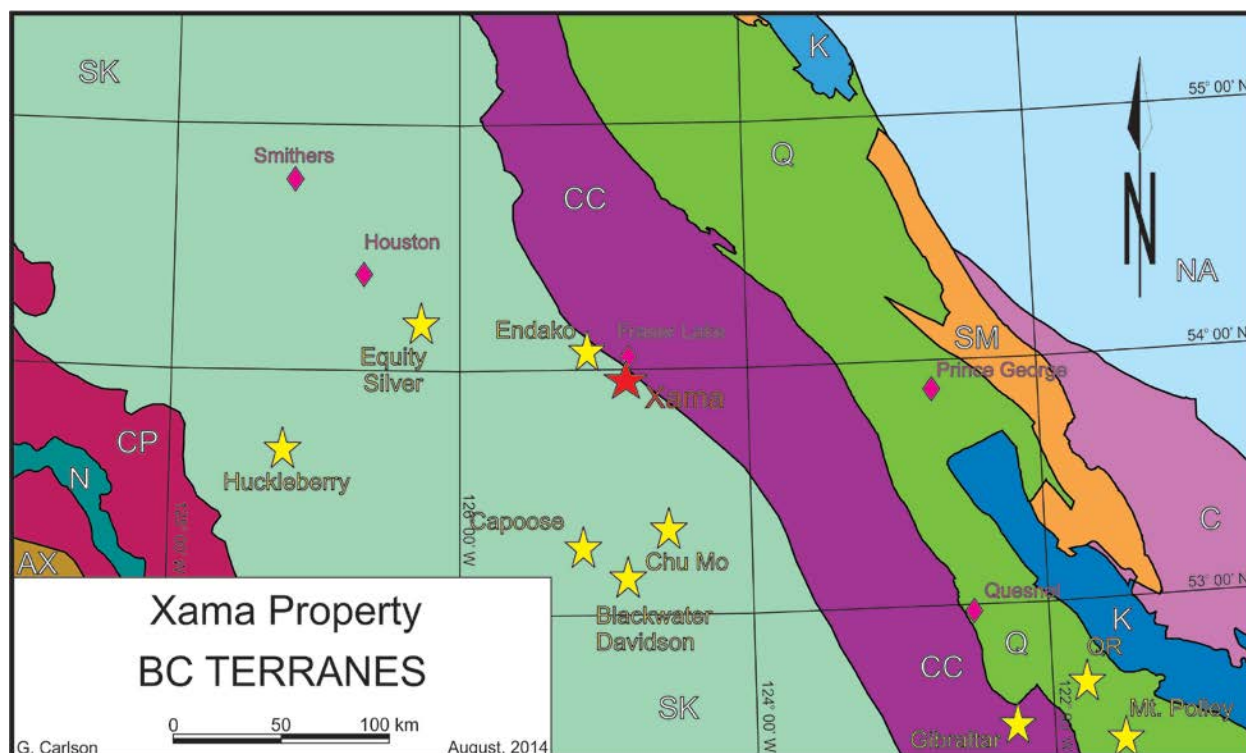 SK
K
55° 00' N
Smithers
Q
CC
N
Houston
NA
Endako
Fraser Lake
SM
54° 00' N
Equity
Silver
Prince George
Xama
CP
N
Huckleberry
126° 00' W
Capoose
C
Chu Mo
AX
53° 00' N
Blackwater
Davidson
Quesnel
K
Xama Property
BC TERRANES
Q
QR
CC
124° 00' W
122° 00' W
SK
Mt. Polley
Gibraltar
0 50 100 km
G. Carlson
August, 2014